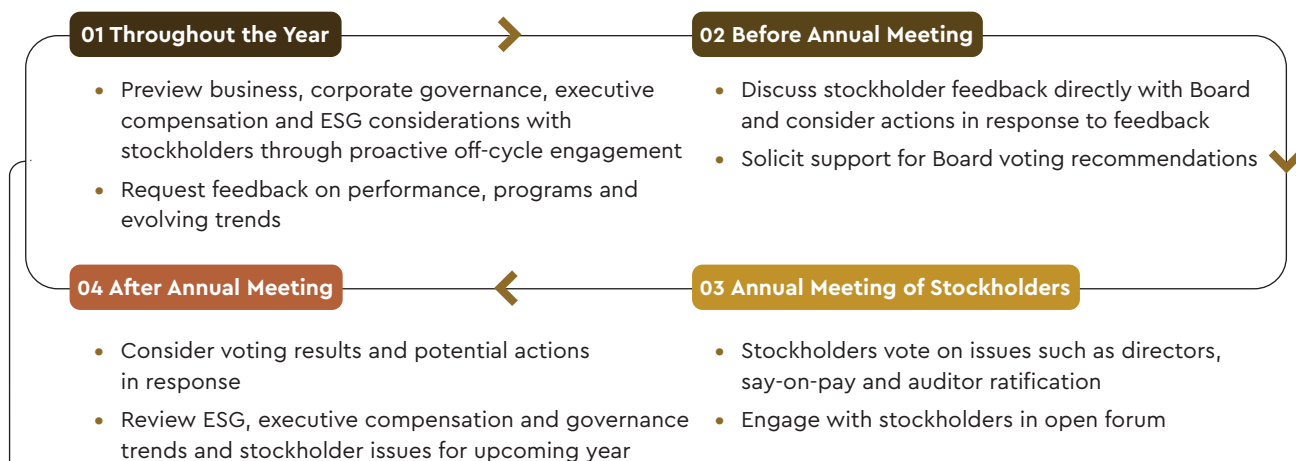 01 Throughout the Year
• Preview business, corporate governance, executive
compensation and ESG considerations with
stockholders through proactive off-cycle engagement
• Request feedback on performance, programs and
evolving trends
02 Before Annual Meeting
• Discuss stockholder feedback directly with Board
and consider actions in response to feedback
• Solicit support for Board voting recommendations
03 Annual Meeting of Stockholders
• Stockholders vote on issues such as directors,
say-on-pay and auditor ratification
• Engage with stockholders in open forum
04 After Annual Meeting
• Consider voting results and potential actions
in response
• Review ESG, executive compensation and governance
trends and stockholder issues for upcoming year